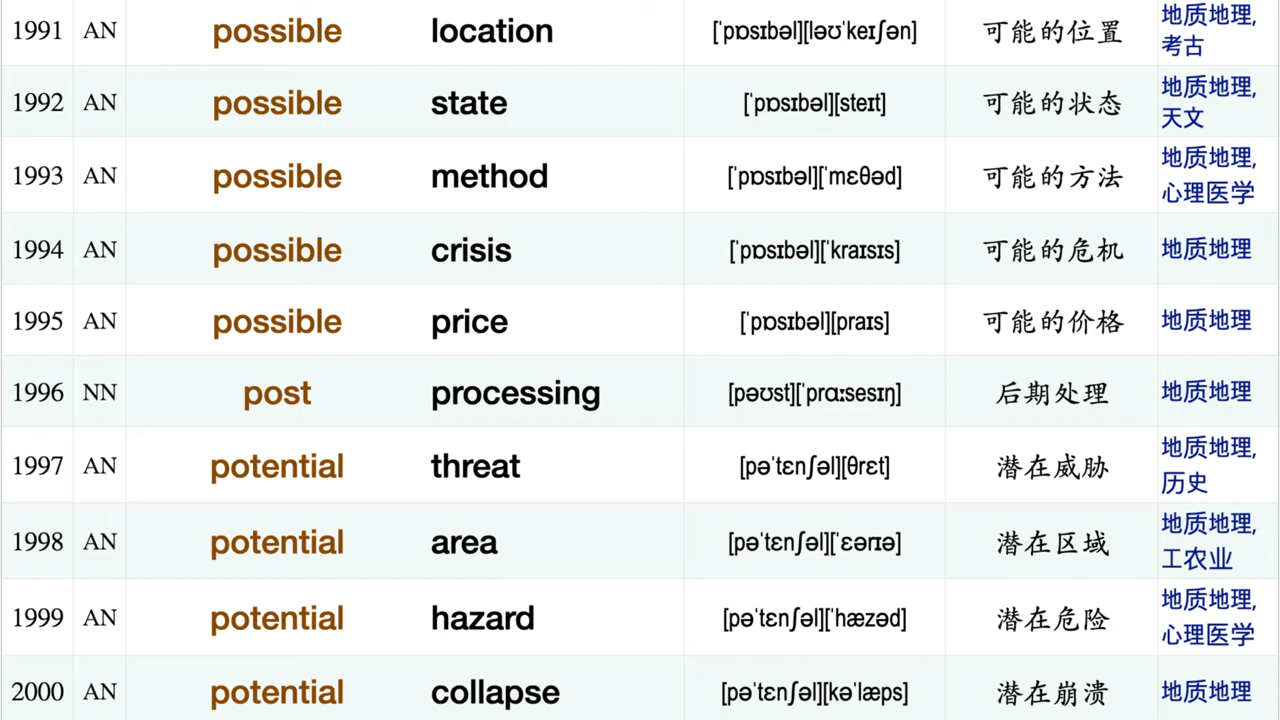 1991 AN possible location [ˈpɒsɪbəl][ləʊˈkeɪʃən] 可能的位置 地质地理,
考古
1992 AN possible state [ˈpɒsɪbəl][steɪt] 可能的状态 地质地理,
天文
1993 AN possible method [ˈpɒsɪbəl][ˈmɛθəd] 可能的方法 地质地理,
心理医学
1994 AN possible crisis [ˈpɒsɪbəl][ˈkraɪsɪs] 可能的危机 地质地理
1995 AN possible price [ˈpɒsɪbəl][praɪs] 可能的价格 地质地理
1996 NN post processing [pəʊst][ˈprɑːsesɪŋ] 后期处理 地质地理
1997 AN potential threat [pəˈtɛnʃəl][θrɛt] 潜在威胁 地质地理,
历史
1998 AN potential area [pəˈtɛnʃəl][ˈɛərɪə] 潜在区域 地质地理,
工农业
1999 AN potential hazard [pəˈtɛnʃəl][ˈhæzəd] 潜在危险 地质地理,
心理医学
2000 AN potential collapse [pəˈtɛnʃəl][kəˈlæps] 潜在崩溃 地质地理